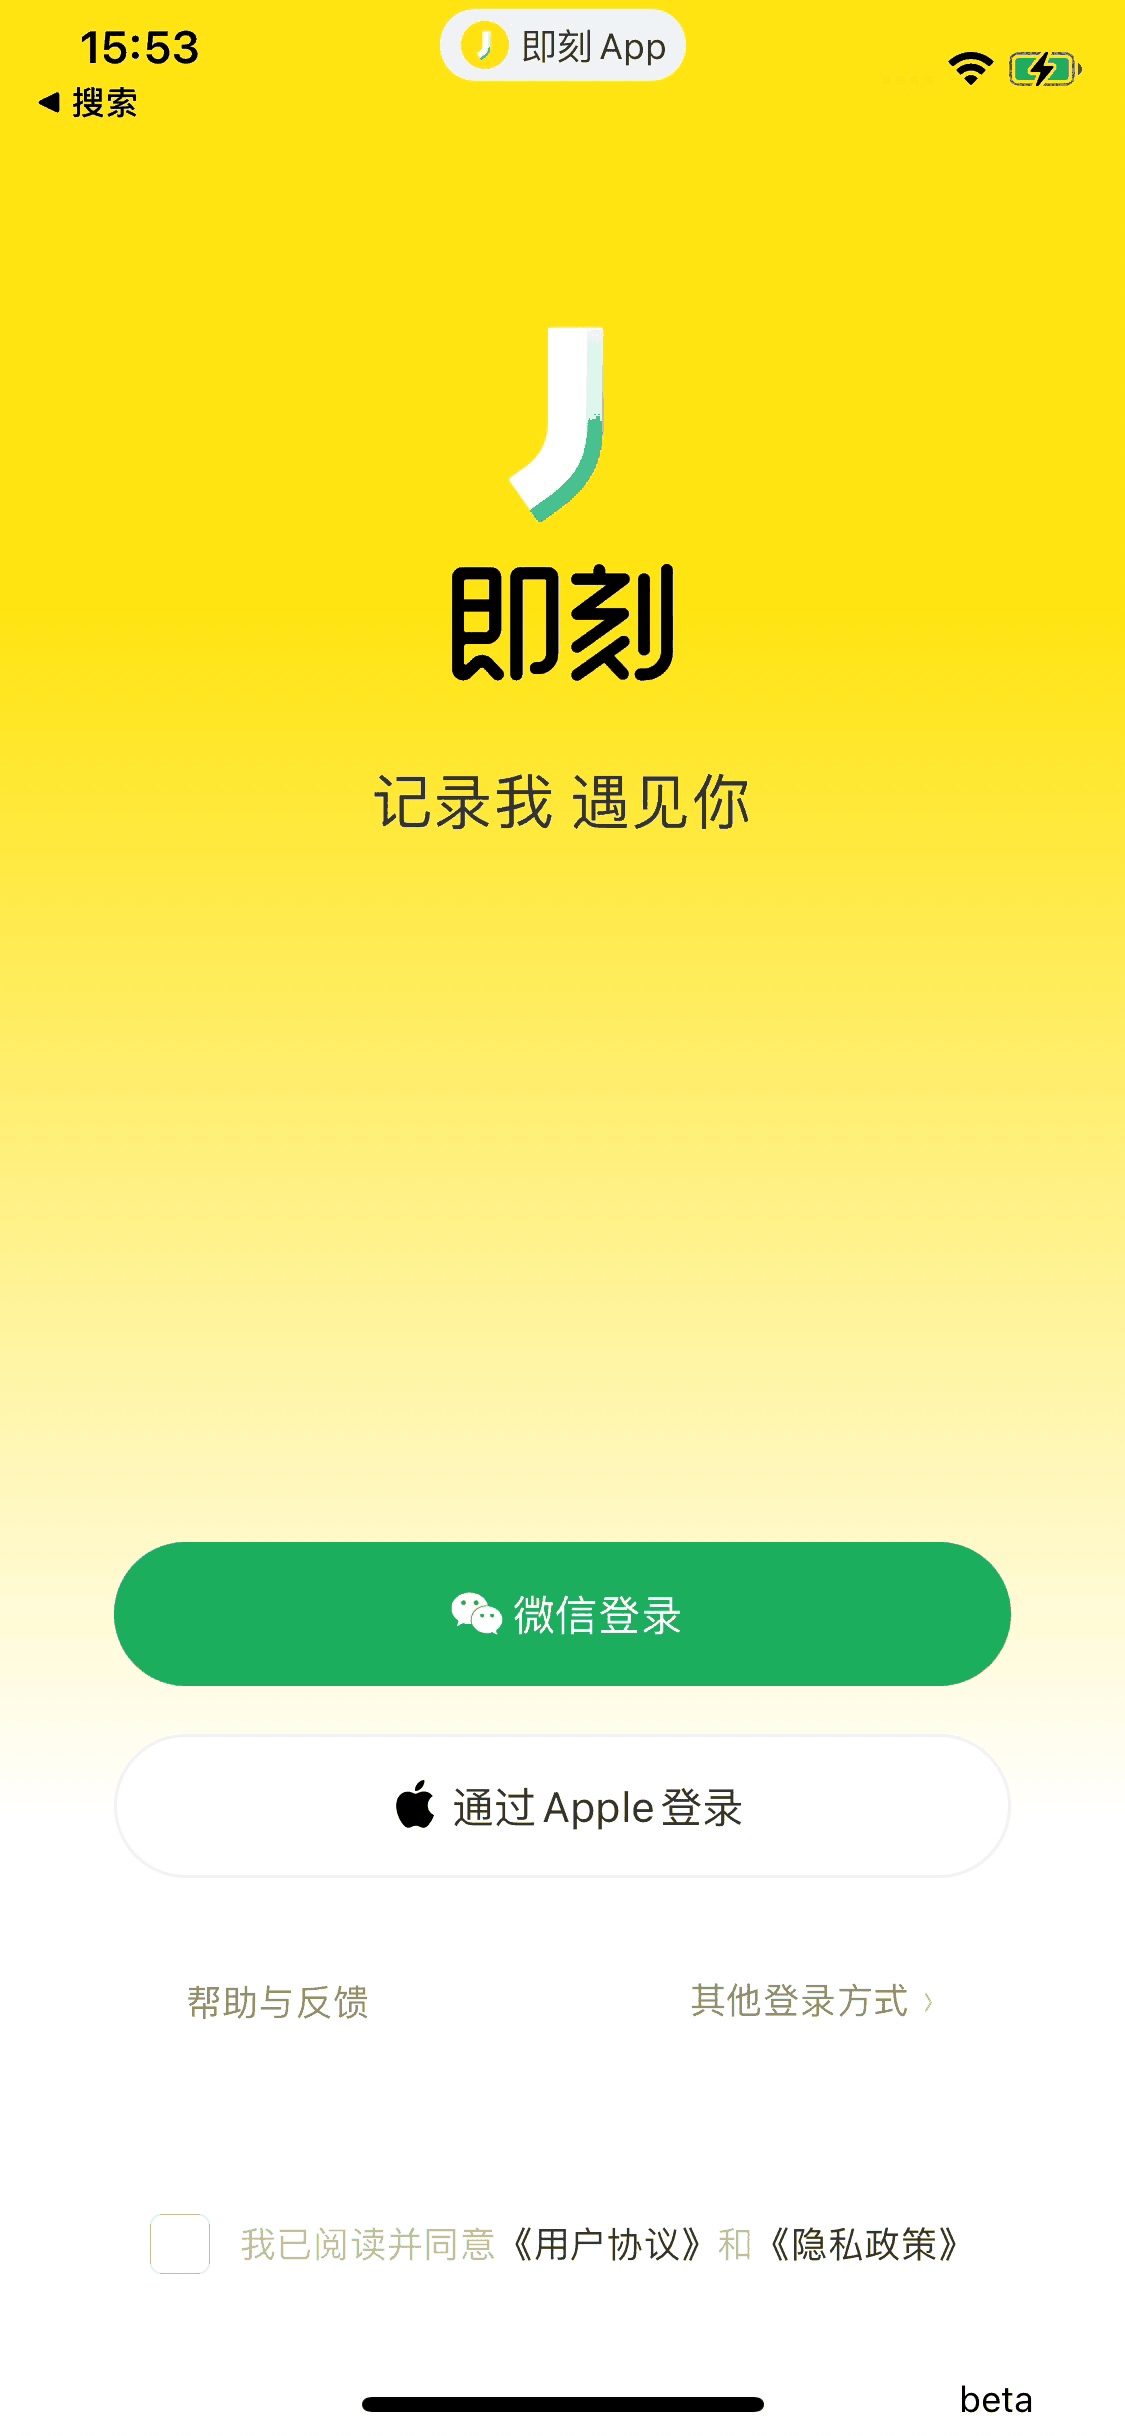 15:53
即刻 App
◀ 搜索
即刻
记录我 遇见你
微信登录
通过 Apple 登录
帮助与反馈
其他登录方式 〉
我已阅读并同意《用户协议》和《隐私政策》
beta